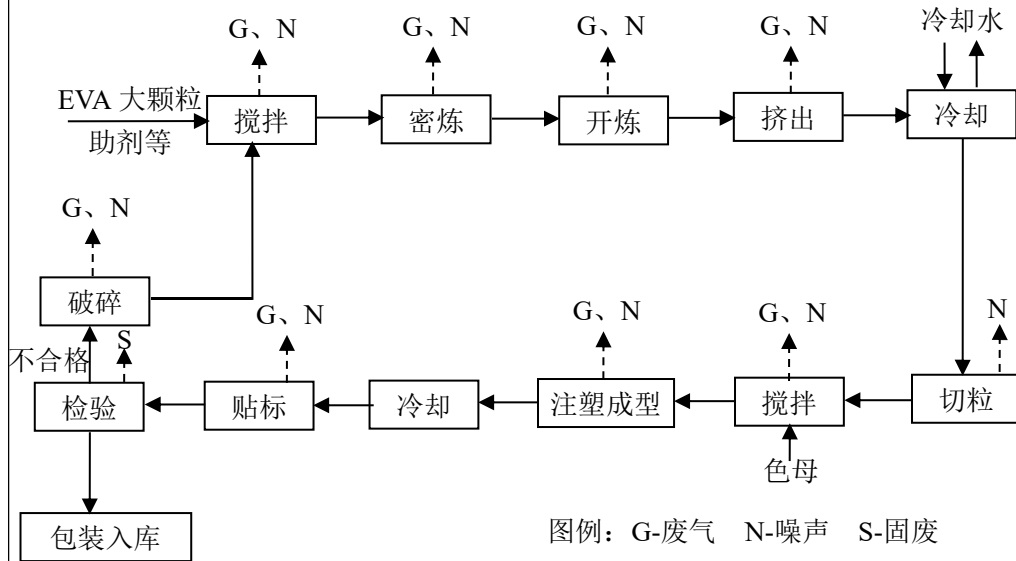 G、N
G、N
G、N
G、N
冷却水
EVA 大颗粒
助剂等
搅拌
密炼
开炼
挤出
冷却
G、N
破碎
不合格
S
G、N
G、N
G、N
N
检验
贴标
冷却
注塑成型
搅拌
切粒
色母
包装入库
图例：G-废气 N-噪声 S-固废